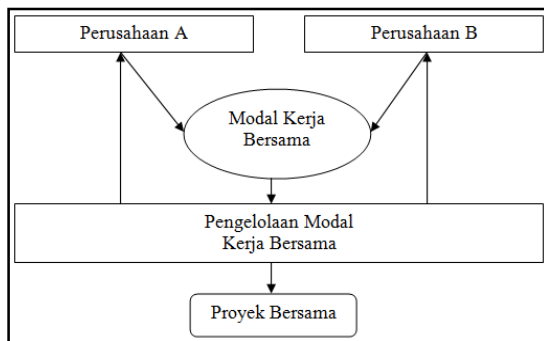 Perusahaan A
Perusahaan B
Modal Kerja
Bersama
Pengelolaan Modal
Kerja Bersama
Proyek Bersama